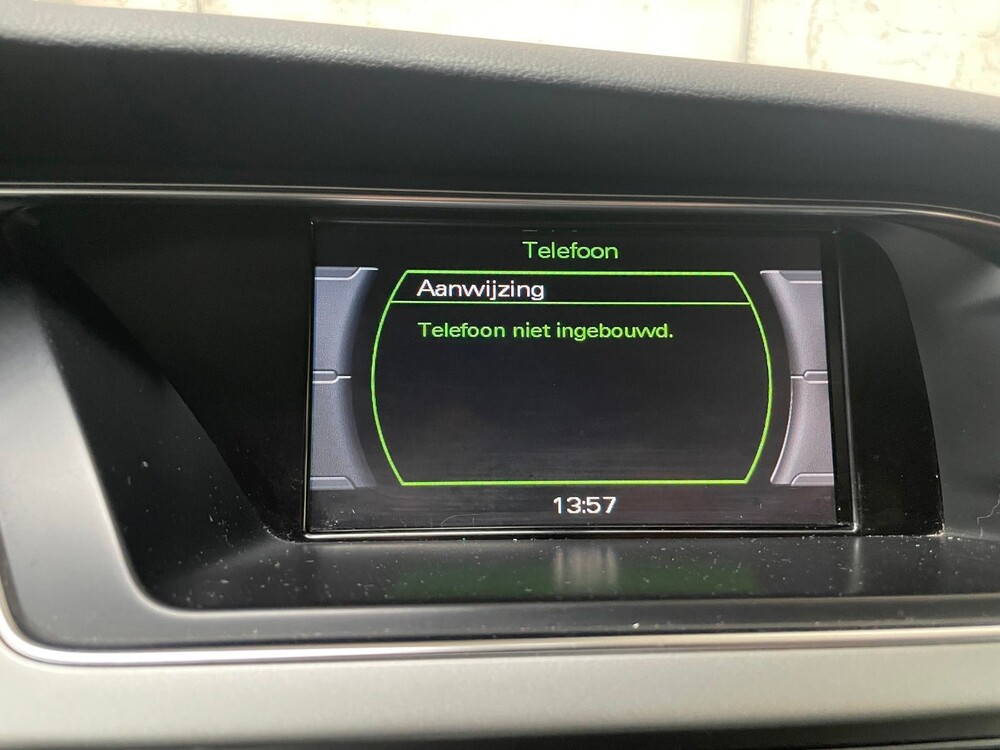 Telefoon
Aanwijzing
Telefoon niet ingebouwd.
13:57